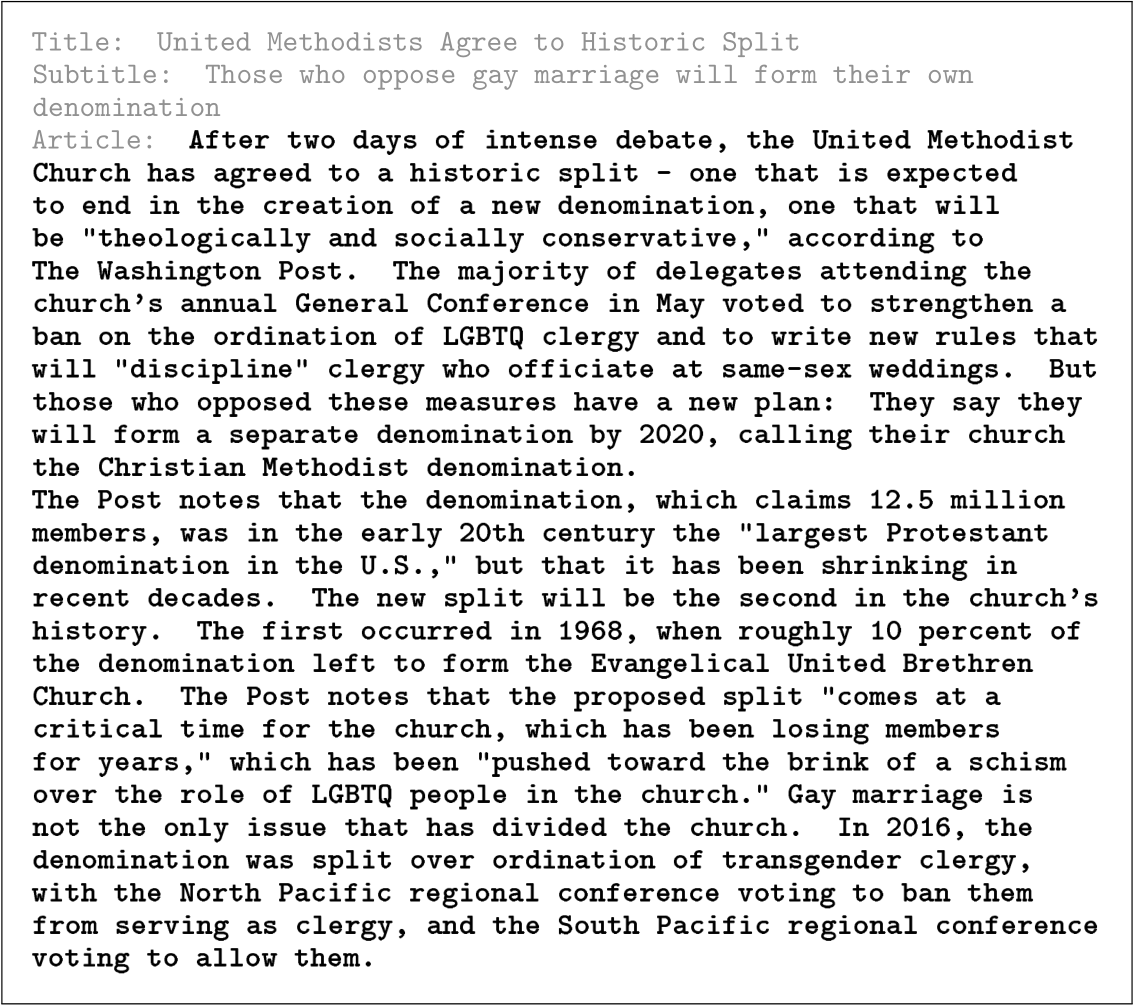 Title: United Methodists Agree to Historic Split
Subtitle: Those who oppose gay marriage will form their own
denomination
Article: After two days of intense debate, the United Methodist
Church has agreed to a historic split - one that is expected
to end in the creation of a new denomination, one that will
be "theologically and socially conservative," according to
The Washington Post. The majority of delegates attending the
church's annual General Conference in May voted to strengthen a
ban on the ordination of LGBTQ clergy and to write new rules that
will "discipline" clergy who officiate at same-sex weddings. But
those who opposed these measures have a new plan: They say they
will form a separate denomination by 2020, calling their church
the Christian Methodist denomination.
The Post notes that the denomination, which claims 12.5 million
members, was in the early 20th century the "largest Protestant
denomination in the U.S.," but that it has been shrinking in
recent decades. The new split will be the second in the church's
history. The first occurred in 1968, when roughly 10 percent of
the denomination left to form the Evangelical United Brethren
Church. The Post notes that the proposed split "comes at a
critical time for the church, which has been losing members
for years," which has been "pushed toward the brink of a schism
over the role of LGBTQ people in the church." Gay marriage is
not the only issue that has divided the church. In 2016, the
denomination was split over ordination of transgender clergy,
with the North Pacific regional conference voting to ban them
from serving as clergy, and the South Pacific regional conference
voting to allow them.